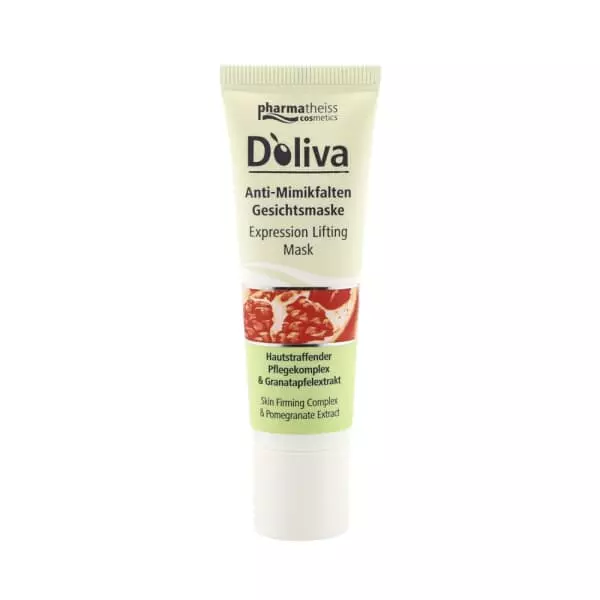 pharmatheiss
cosmetics
D'oliva
Anti-Mimikfalten
Gesichtsmaske
Expression Lifting
Mask
Hautstraffender
Pflegekomplex
& Granatapfelextrakt
Skin Firming Complex
& Pomegranate Extract